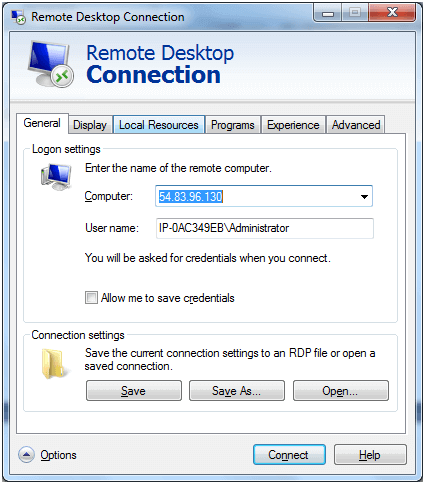 Remote Desktop Connection
Remote Desktop
Connection
General Display Local Resources Programs Experience Advanced
Logon settings
Enter the name of the remote computer.
Computer: 54.83.96.130
User name: IP-0AC349EB\Administrator
You will be asked for credentials when you connect.
Allow me to save credentials
Connection settings
Save the current connection settings to an RDP file or open a
saved connection.
Save Save As... Open...
Options Connect Help